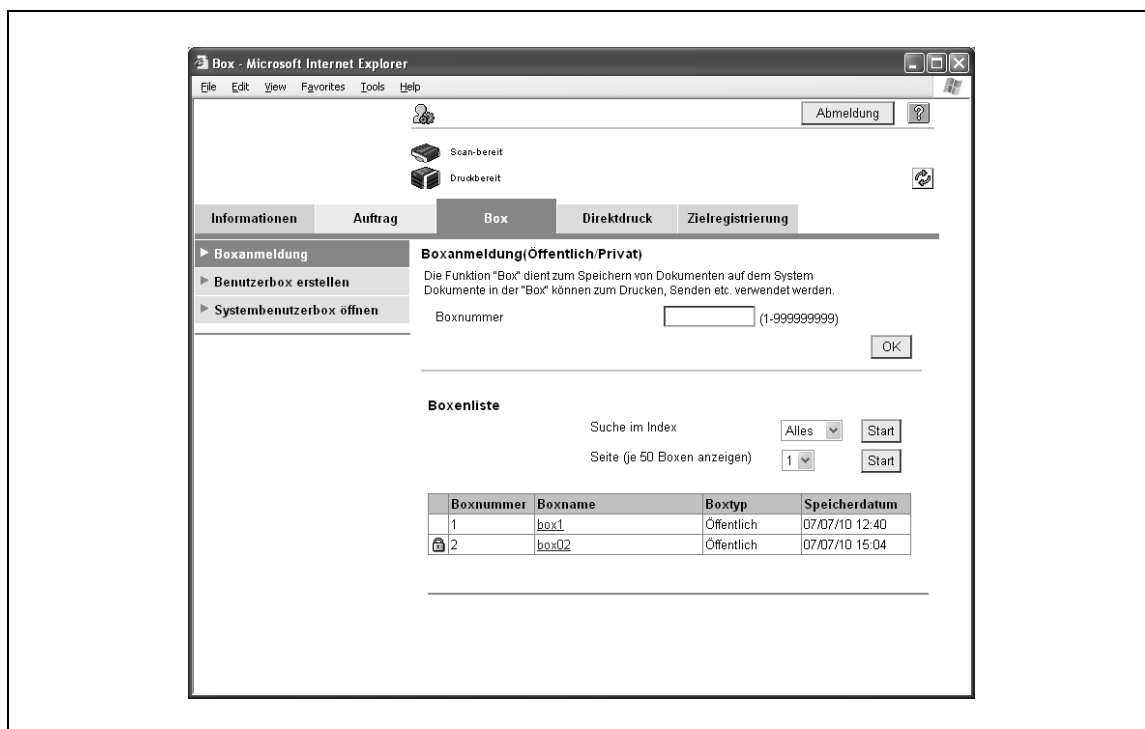 Box - Microsoft Internet Explorer
File Edit View Favorites Tools Help
Abmeldung ?
Scan-bereit
Druckbereit
Informationen Auftrag Box Direktdruck Zielregistrierung
Boxanmeldung
Benutzerbox erstellen
Systembenutzerbox öffnen
Boxanmeldung(Öffentlich/Privat)
Die Funktion "Box" dient zum Speichern von Dokumenten auf dem System
Dokumente in der "Box" können zum Drucken, Senden etc. verwendet werden.
Boxnummer (1-999999999)
OK
Boxenliste
Suche im Index Alles Start
Seite (je 50 Boxen anzeigen) 1 Start
Boxnummer Boxname Boxtyp Speicherdatum
1 box1 Öffentlich 07/07/10 12:40
2 box02 Öffentlich 07/07/10 15:04